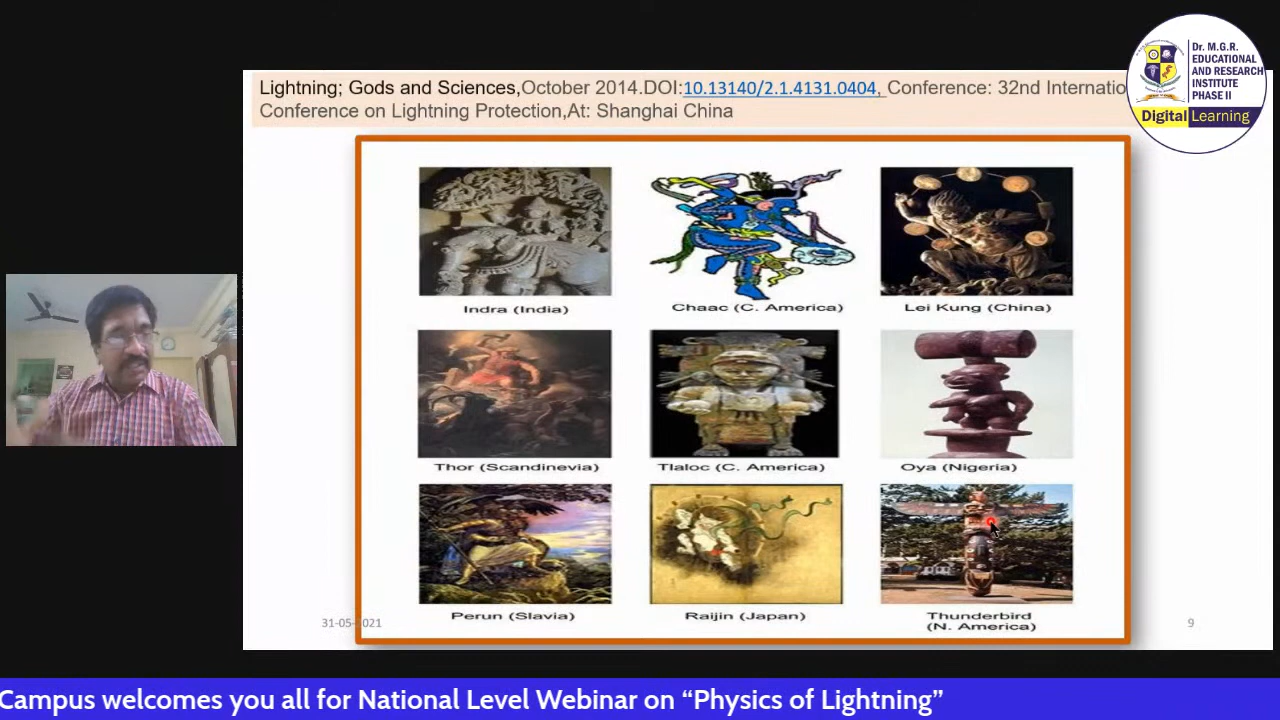 Lightning; Gods and Sciences,October 2014.DOI:10.13140/2.1.4131.0404, Conference: 32nd Internatio
Conference on Lightning Protection,At: Shanghai China
Dr. M.G.R.
EDUCATIONAL
AND RESEARCH
INSTITUTE
PHASE II
Digital Learning
Indra (India)
Chaac (C. America)
Lei Kung (China)
Thor (Scandinevia)
Tlaloc (C. America)
Oya (Nigeria)
Perun (Slavia)
Raijin (Japan)
Thunderbird
(N. America)
31-05-2021
9
Campus welcomes you all for National Level Webinar on “Physics of Lightning”